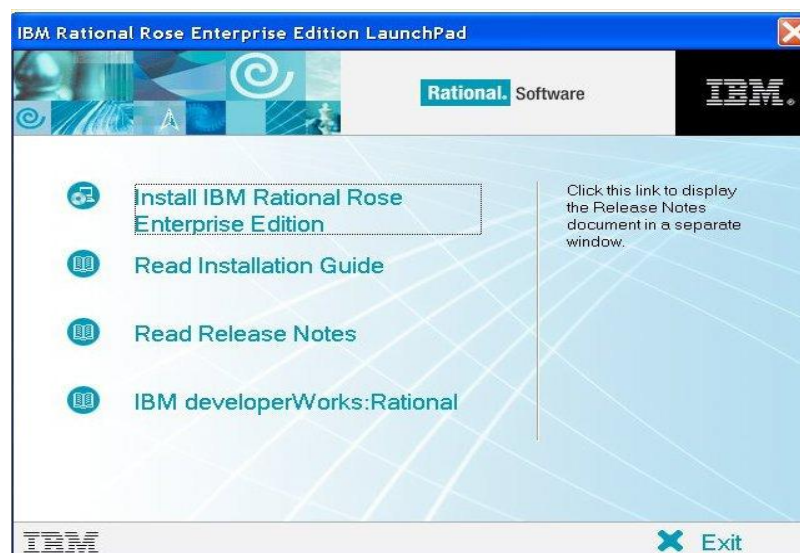 IBM Rational Rose Enterprise Edition LaunchPad
Rational. Software
IBM.
Install IBM Rational Rose
Enterprise Edition
Read Installation Guide
Read Release Notes
IBM developerWorks:Rational
Click this link to display
the Release Notes
document in a separate
window.
IBM
Exit